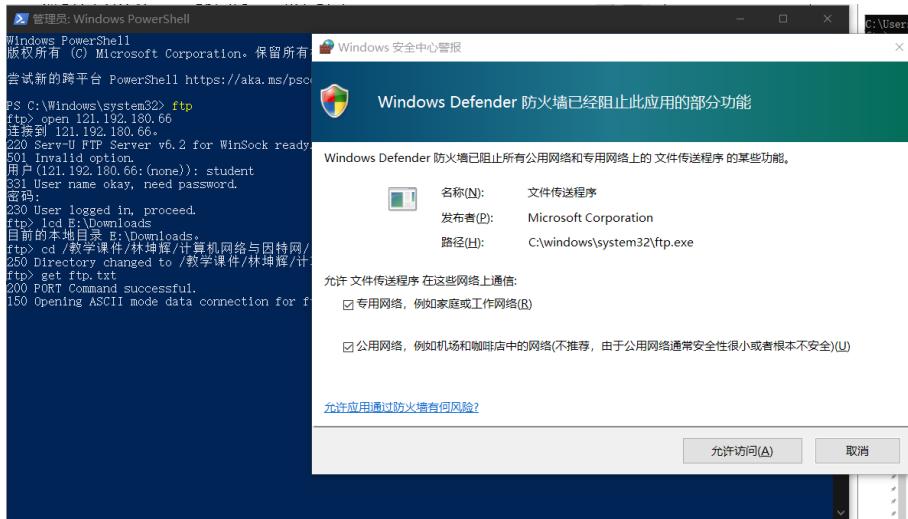 管理员: Windows PowerShell
Windows PowerShell
版权所有 (C) Microsoft Corporation。保留所有
尝试新的跨平台 PowerShell https://aka.ms/psco
PS C:\Windows\system32> ftp
ftp> open 121.192.180.66
连接到 121.192.180.66。
220 Serv-U FTP Server v6.2 for WinSock ready.
501 Invalid option.
用户(121.192.180.66:(none)): student
331 User name okay, need password.
密码:
230 User logged in, proceed.
ftp> lcd E:\Downloads
目前的本地目录 E:\Downloads。
ftp> cd /教学课件/林坤辉/计算机网络与因特网/
250 Directory changed to /教学课件/林坤辉/计
ftp> get ftp.txt
200 PORT Command successful.
150 Opening ASCII mode data connection for f
Windows 安全中心警报
Windows Defender 防火墙已经阻止此应用的部分功能
Windows Defender 防火墙已阻止所有公用网络和专用网络上的 文件传送程序 的某些功能。
名称(N): 文件传送程序
发布者(P): Microsoft Corporation
路径(H): C:\windows\system32\ftp.exe
允许 文件传送程序 在这些网络上通信:
专用网络，例如家庭或工作网络(R)
公用网络，例如机场和咖啡店中的网络(不推荐，由于公用网络通常安全性很小或者根本不安全)(U)
允许应用通过防火墙有何风险?
允许访问(A)
取消
C:\User